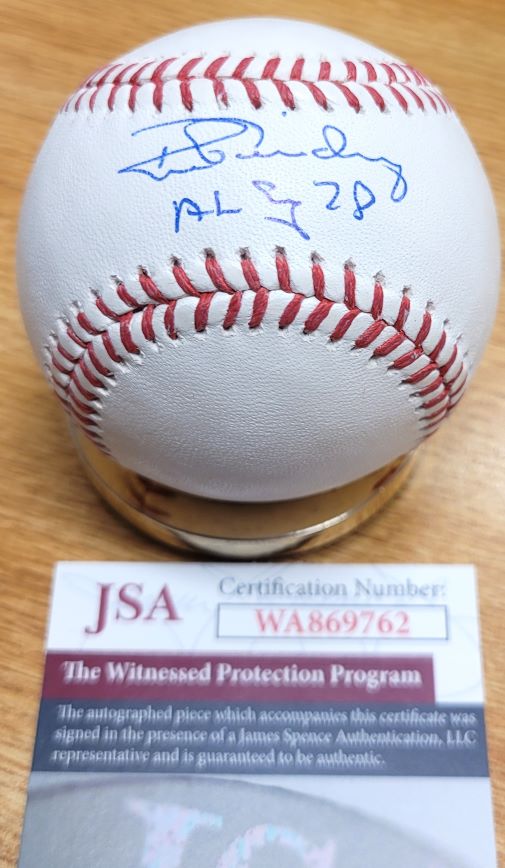 AL Cy 78
JSA
Certification Number:
WA869762
The Witnessed Protection Program
The autographed piece which accompanies this certificate was
signed in the presence of a James Spence Authentication, LLC
representative and is guaranteed to be authentic.